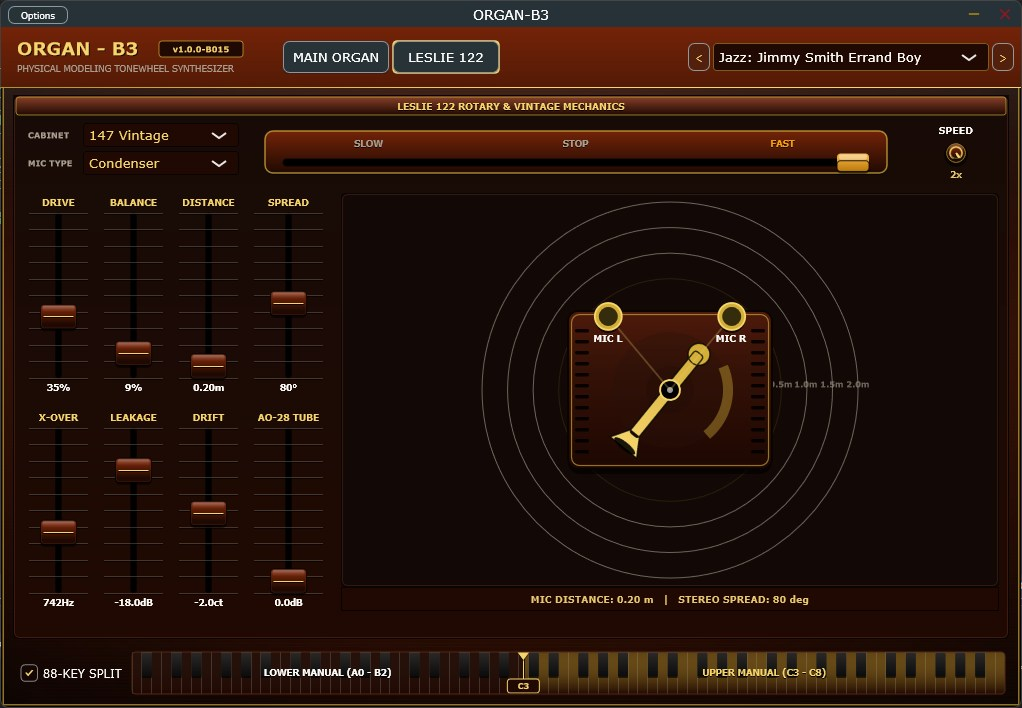 Options
ORGAN-B3
ORGAN - B3
v1.0.0-B015
PHYSICAL MODELING TONEWHEEL SYNTHESIZER
MAIN ORGAN
LESLIE 122
<
Jazz: Jimmy Smith Errand Boy
>
LESLIE 122 ROTARY & VINTAGE MECHANICS
CABINET
147 Vintage
MIC TYPE
Condenser
SLOW
STOP
FAST
SPEED
2x
DRIVE
BALANCE
DISTANCE
SPREAD
35%
9%
0.20m
80°
X-OVER
LEAKAGE
DRIFT
AO-28 TUBE
742Hz
-18.0dB
-2.0ct
0.0dB
MIC L
MIC R
0.5m 1.0m 1.5m 2.0m
MIC DISTANCE: 0.20 m | STEREO SPREAD: 80 deg
88-KEY SPLIT
LOWER MANUAL (A0 - B2)
C3
UPPER MANUAL (C3 - C8)